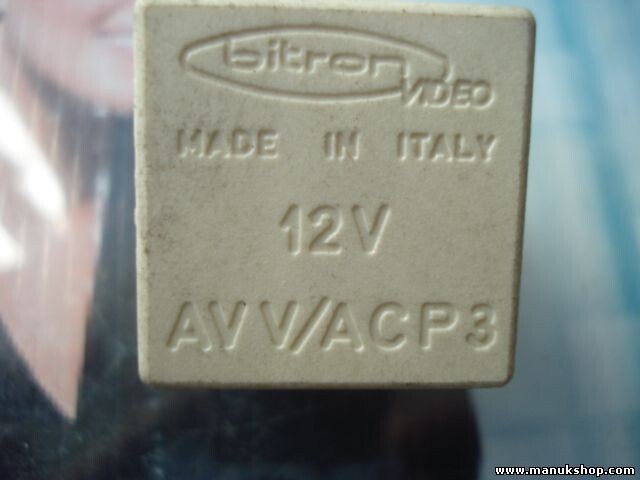 bitron
VIDEO
MADE IN ITALY
12V
AVV/ACP3
www.manukshop.com